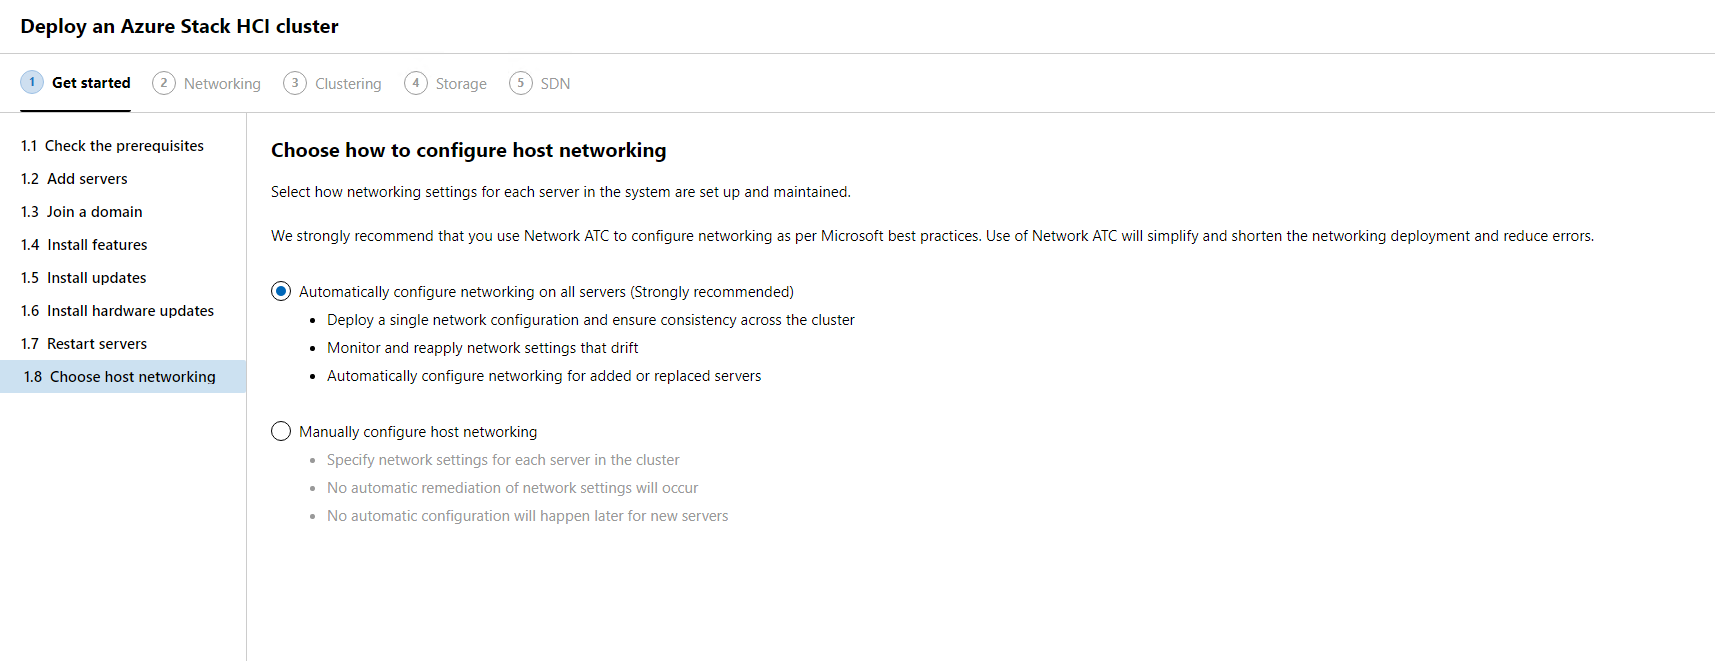 Deploy an Azure Stack HCI cluster
1 Get started 2 Networking 3 Clustering 4 Storage 5 SDN
1.1 Check the prerequisites
1.2 Add servers
1.3 Join a domain
1.4 Install features
1.5 Install updates
1.6 Install hardware updates
1.7 Restart servers
1.8 Choose host networking
Choose how to configure host networking
Select how networking settings for each server in the system are set up and maintained.
We strongly recommend that you use Network ATC to configure networking as per Microsoft best practices. Use of Network ATC will simplify and shorten the networking deployment and reduce errors.
Automatically configure networking on all servers (Strongly recommended)
• Deploy a single network configuration and ensure consistency across the cluster
• Monitor and reapply network settings that drift
• Automatically configure networking for added or replaced servers
Manually configure host networking
• Specify network settings for each server in the cluster
• No automatic remediation of network settings will occur
• No automatic configuration will happen later for new servers